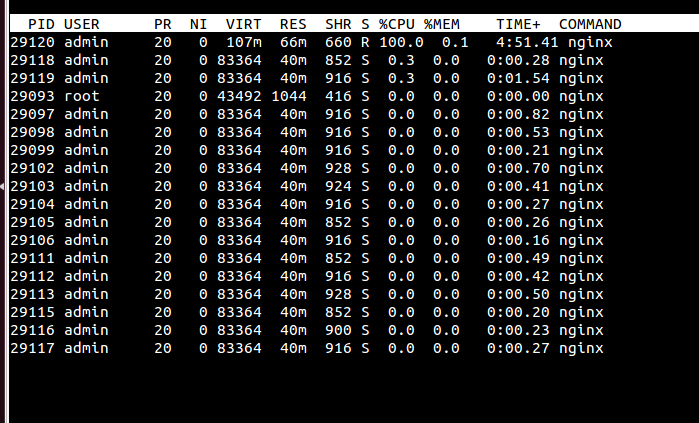 PID USER PR NI VIRT RES SHR S %CPU %MEM TIME+ COMMAND
29120 admin 20 0 107m 66m 660 R 100.0 0.1 4:51.41 nginx
29118 admin 20 0 83364 40m 852 S 0.3 0.0 0:00.28 nginx
29119 admin 20 0 83364 40m 916 S 0.3 0.0 0:01.54 nginx
29093 root 20 0 43492 1044 416 S 0.0 0.0 0:00.00 nginx
29097 admin 20 0 83364 40m 916 S 0.0 0.0 0:00.82 nginx
29098 admin 20 0 83364 40m 916 S 0.0 0.0 0:00.53 nginx
29099 admin 20 0 83364 40m 916 S 0.0 0.0 0:00.21 nginx
29102 admin 20 0 83364 40m 928 S 0.0 0.0 0:00.70 nginx
29103 admin 20 0 83364 40m 924 S 0.0 0.0 0:00.41 nginx
29104 admin 20 0 83364 40m 916 S 0.0 0.0 0:00.27 nginx
29105 admin 20 0 83364 40m 852 S 0.0 0.0 0:00.26 nginx
29106 admin 20 0 83364 40m 916 S 0.0 0.0 0:00.16 nginx
29111 admin 20 0 83364 40m 852 S 0.0 0.0 0:00.49 nginx
29112 admin 20 0 83364 40m 916 S 0.0 0.0 0:00.42 nginx
29113 admin 20 0 83364 40m 928 S 0.0 0.0 0:00.50 nginx
29115 admin 20 0 83364 40m 852 S 0.0 0.0 0:00.20 nginx
29116 admin 20 0 83364 40m 900 S 0.0 0.0 0:00.23 nginx
29117 admin 20 0 83364 40m 916 S 0.0 0.0 0:00.27 nginx